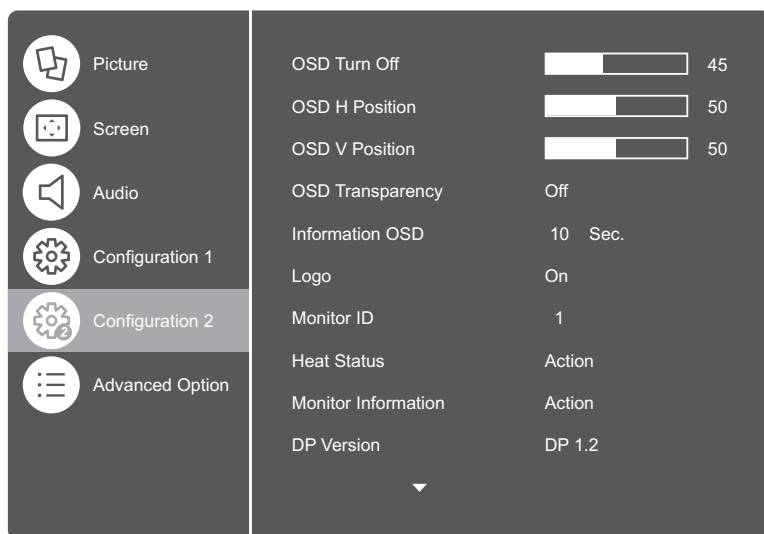 Picture
Screen
Audio
Configuration 1
2
Configuration 2
Advanced Option
OSD Turn Off 45
OSD H Position 50
OSD V Position 50
OSD Transparency Off
Information OSD 10 Sec.
Logo On
Monitor ID 1
Heat Status Action
Monitor Information Action
DP Version DP 1.2